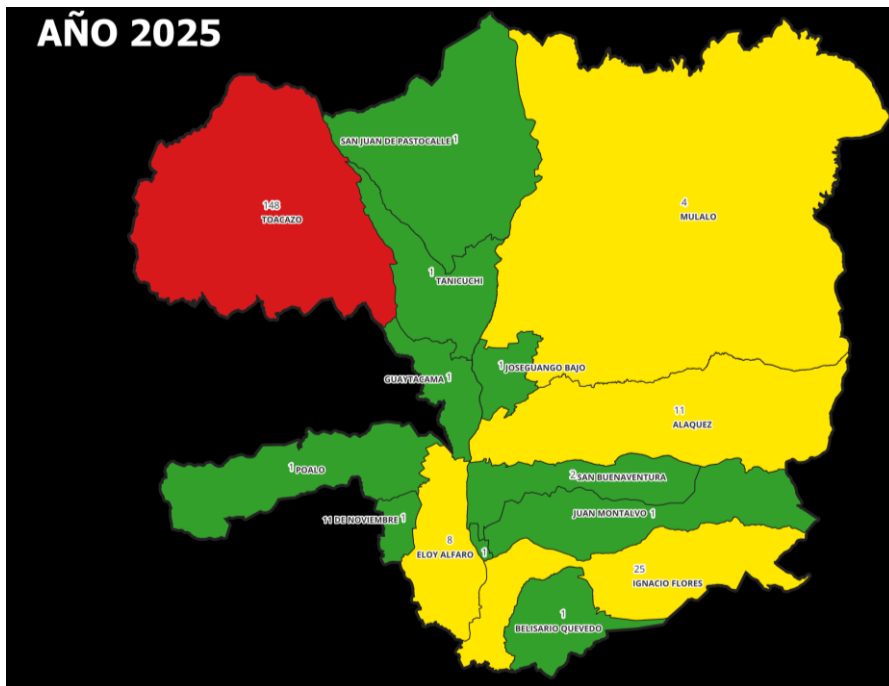 AÑO 2025
SAN JUAN DE PASTOCALLE 1
148
TOACAZO
4
MULALO
1 TANICUCHI
1 JOSEGUANGO BAJO
GUAYTACAMA 1
11
ALAQUEZ
1 POALO
2 SAN BUENAVENTURA
11 DE NOVIEMBRE 1
JUAN MONTALVO 1
8
ELOY ALFARO
1
25
IGNACIO FLORES
1
BELISARIO QUEVEDO